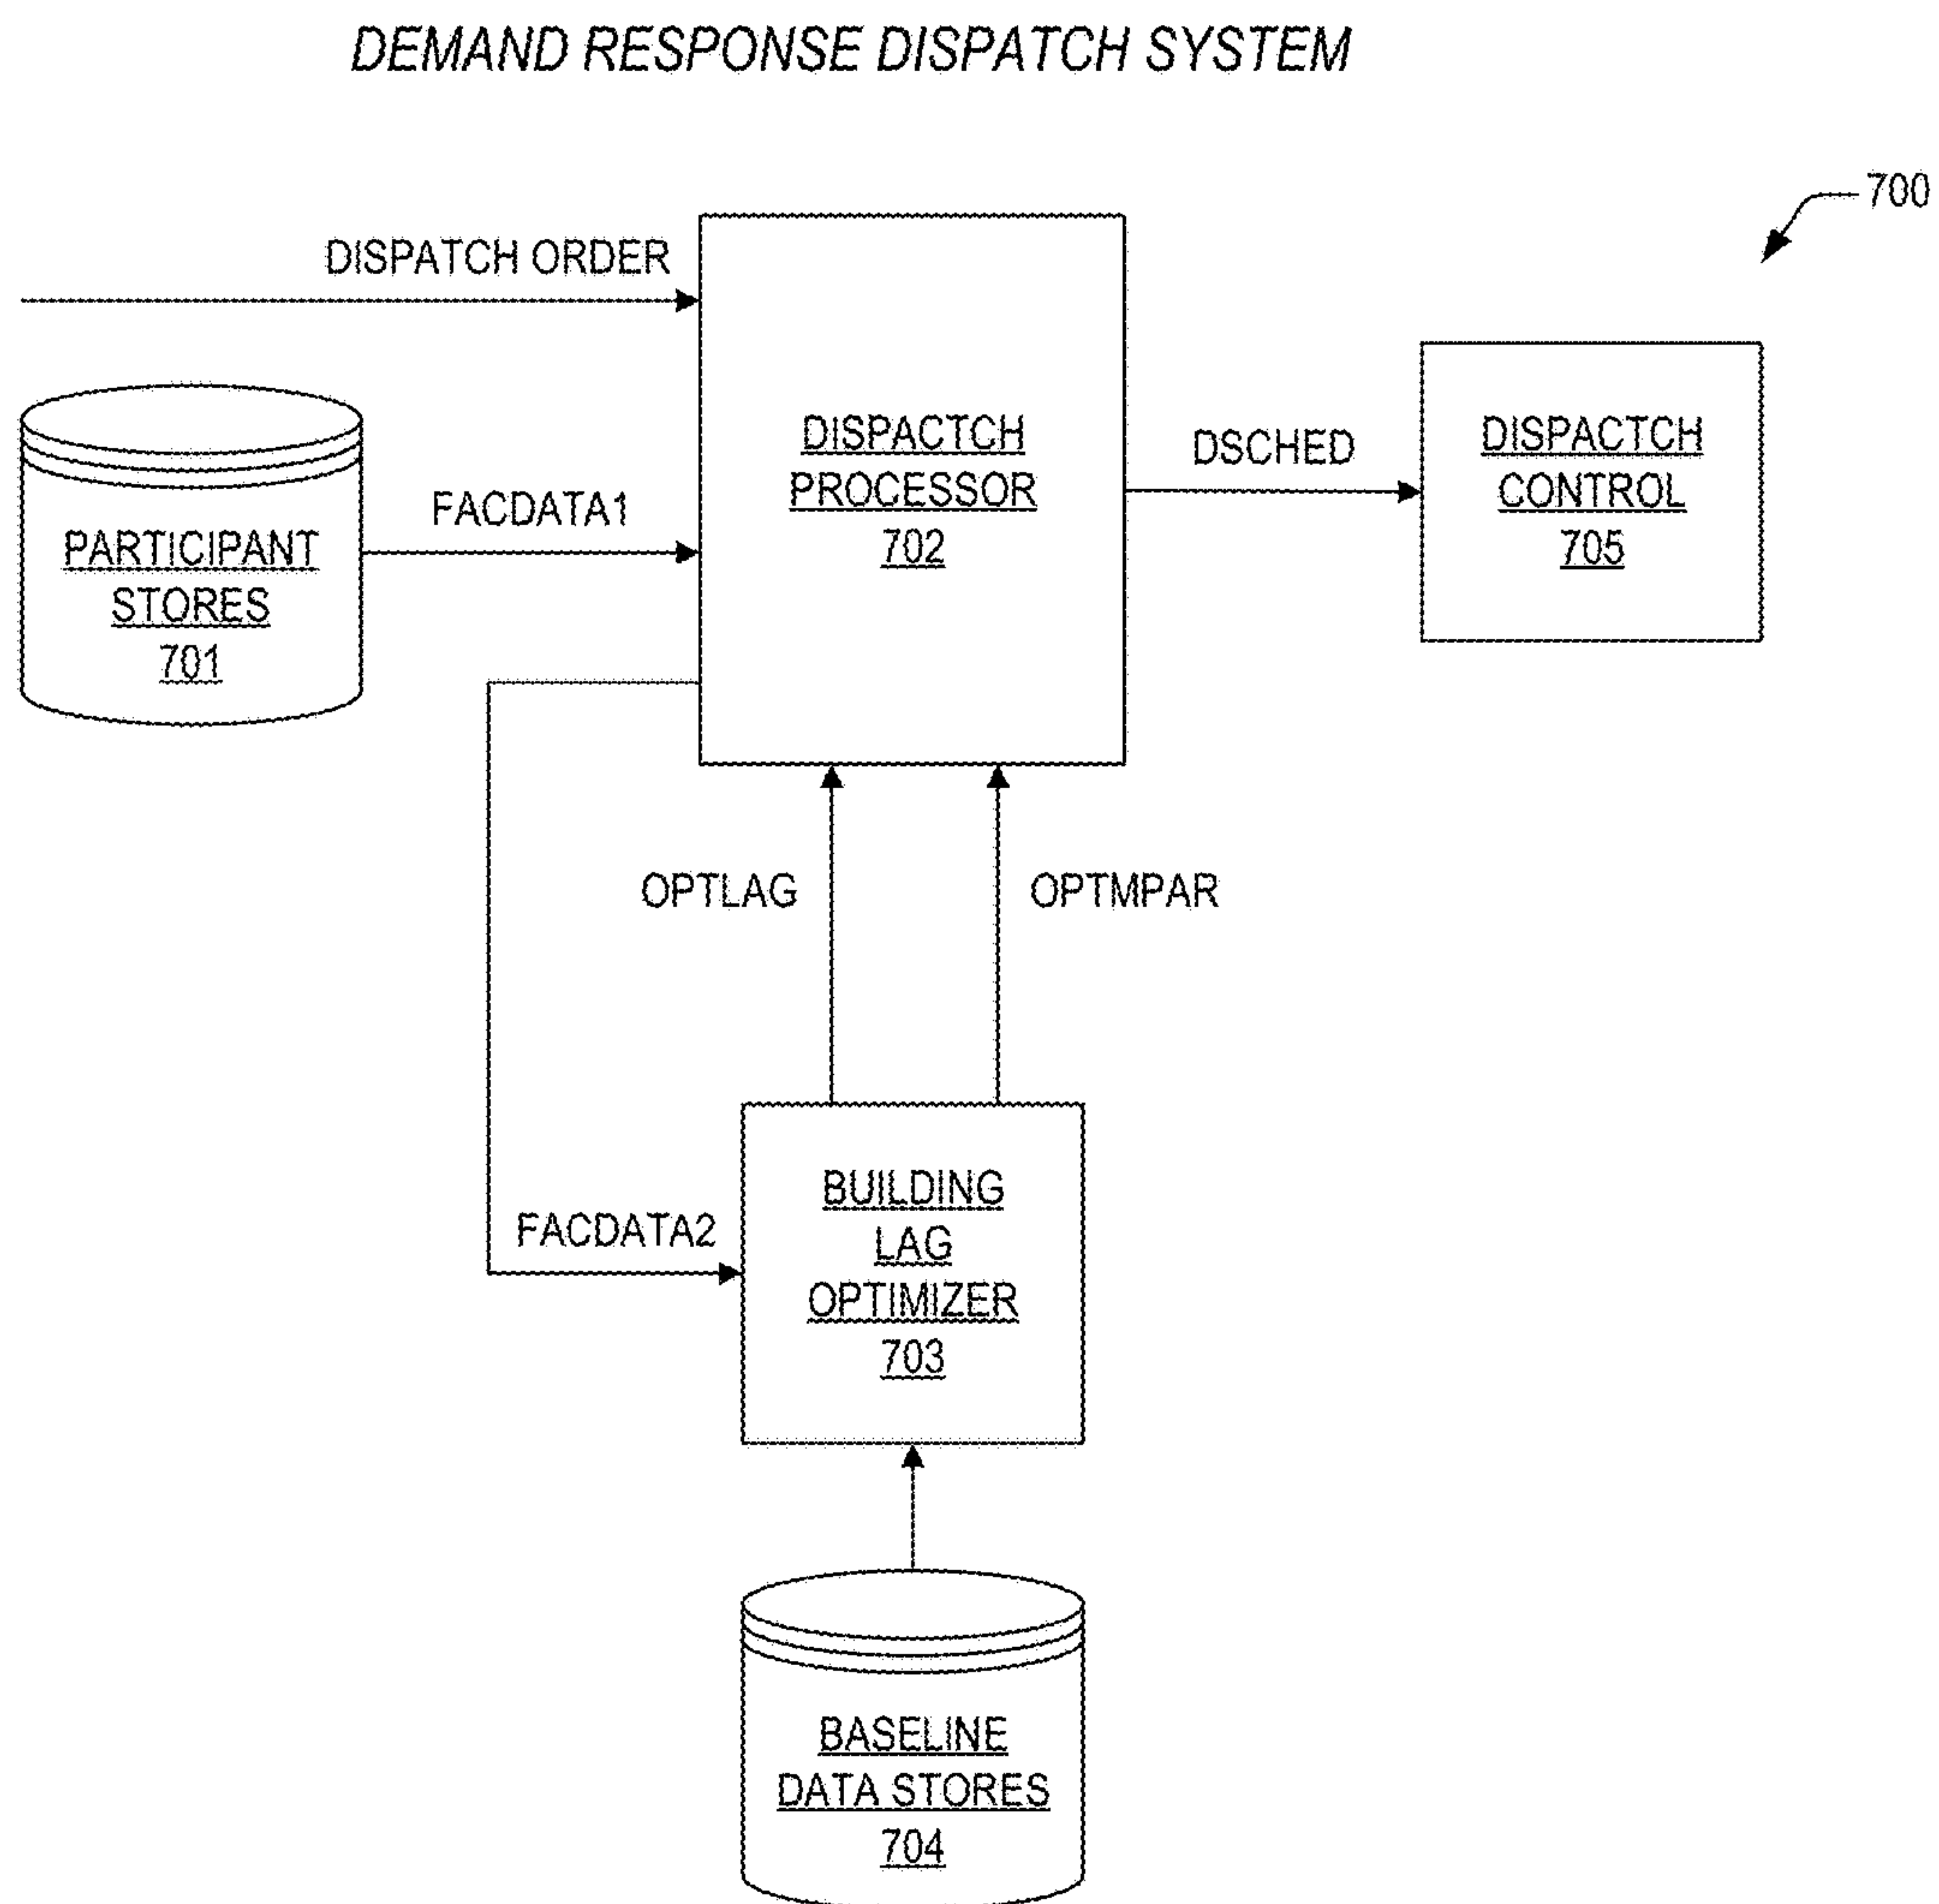 DEMAND RESPONSE DISPATCH SYSTEM
700
DISPATCH ORDER
PARTICIPANT
STORES
701
FACDATA1
DISPACTCH
PROCESSOR
702
DSCHED
DISPACTCH
CONTROL
705
OPTLAG
OPTMPAR
FACDATA2
BUILDING
LAG
OPTIMIZER
703
BASELINE
DATA STORES
704